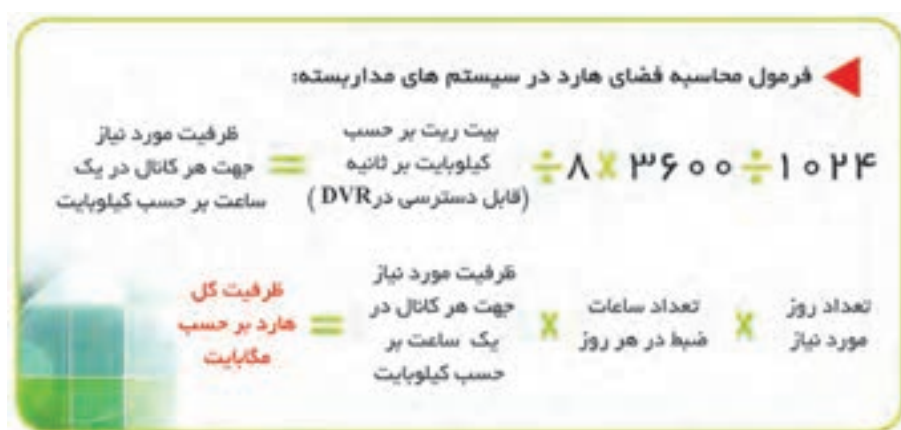 فرمول محاسبه فضای هارد در سیستم های مداربسته:
ظرفیت مورد نیاز
جهت هر کانال در یک
ساعت بر حسب کیلوبایت
=
بیت ریت بر حسب
کیلوبایت بر ثانیه
(قابل دسترسی در DVR)
÷ ۸ × ۳۶۰۰ ÷ ۱۰۲۴
ظرفیت کل
هارد بر حسب
مگابایت
=
ظرفیت مورد نیاز
جهت هر کانال در
یک ساعت بر
حسب کیلوبایت
×
تعداد ساعات
ضبط در هر روز
×
تعداد روز
مورد نیاز